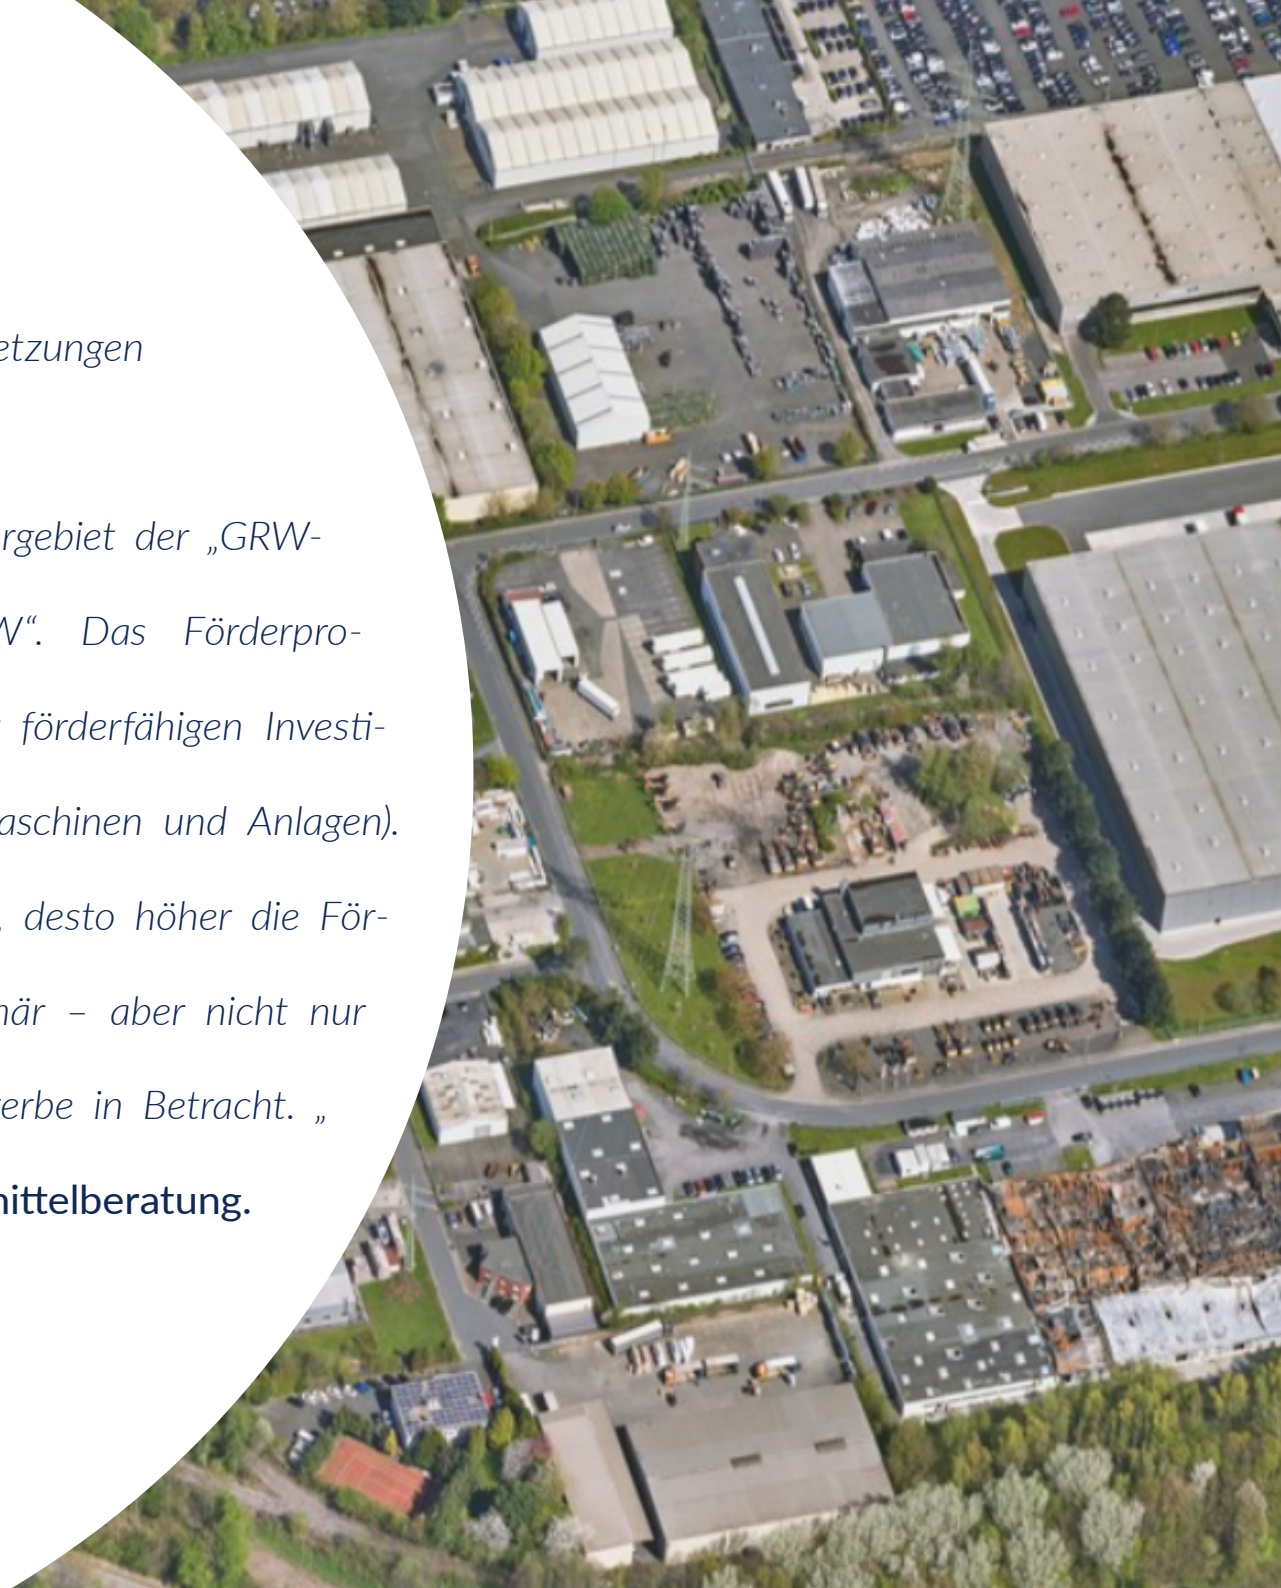 etzungen
rgebiet der „GRW-
W“. Das Förderpro-
förderfähigen Investi-
aschinen und Anlagen).
, desto höher die För-
när – aber nicht nur
erbe in Betracht. „
mittelberatung.